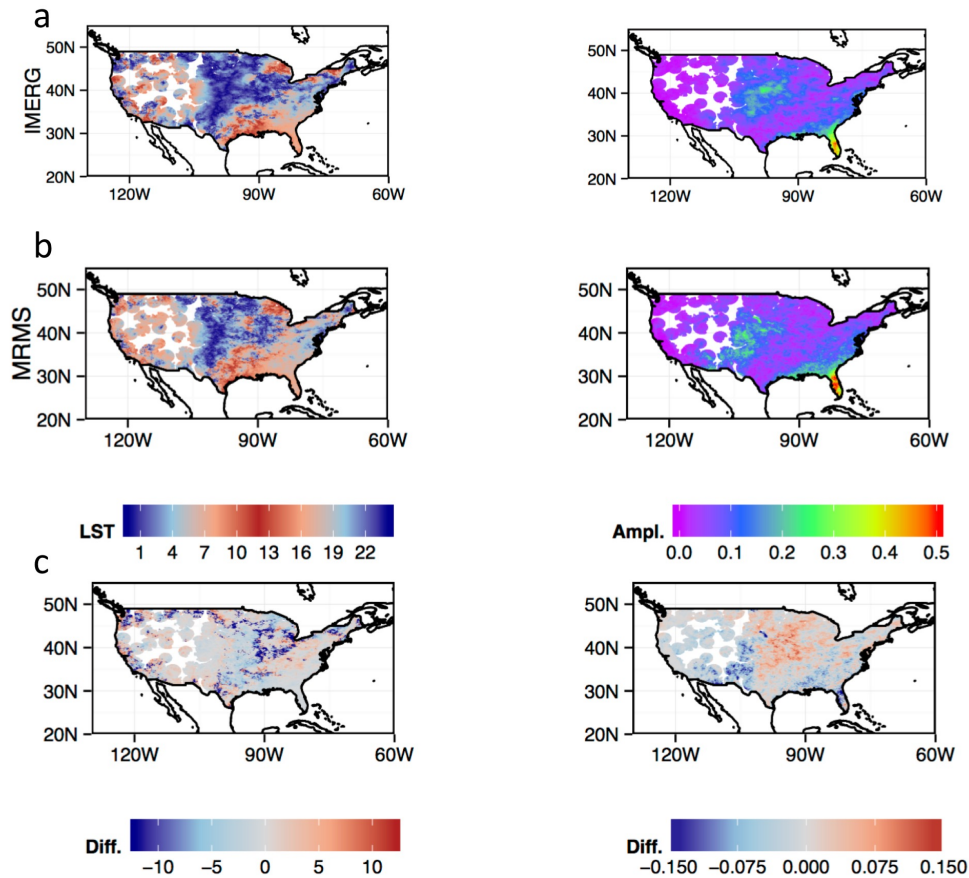 a
50N
40N
30N
20N
IMERG
120W 90W 60W
50N
40N
30N
20N
120W 90W 60W
b
50N
40N
30N
20N
MRMS
120W 90W 60W
50N
40N
30N
20N
120W 90W 60W
LST
1 4 7 10 13 16 19 22
Ampl.
0.0 0.1 0.2 0.3 0.4 0.5
c
50N
40N
30N
20N
120W 90W 60W
50N
40N
30N
20N
120W 90W 60W
Diff.
−10 −5 0 5 10
Diff.
−0.150 −0.075 0.000 0.075 0.150